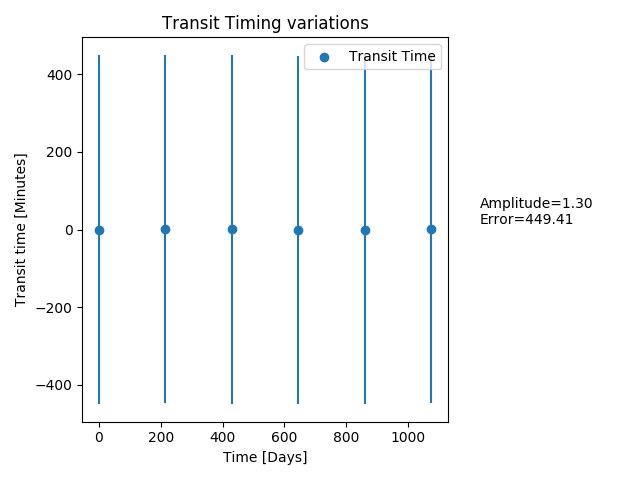 Transit Timing variations
Transit Time
400
200
0
−200
−400
Transit time [Minutes]
0
200
400
600
800
1000
Time [Days]
Amplitude=1.30
Error=449.41